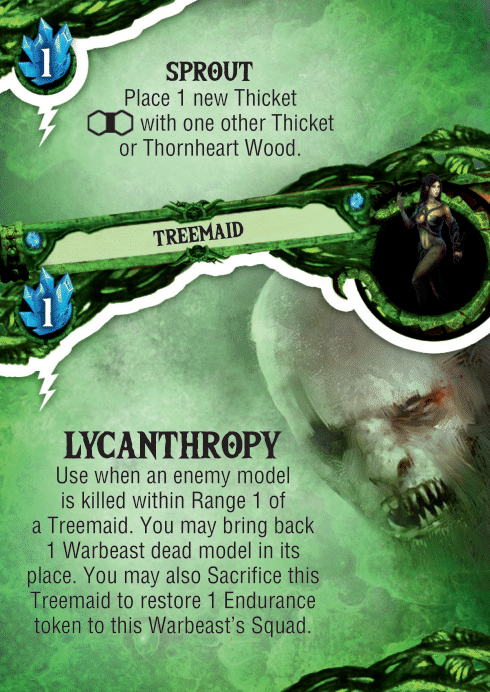 1
SPROUT
Place 1 new Thicket
with one other Thicket
or Thornheart Wood.
TREEMAID
1
LYCANTHROPY
Use when an enemy model
is killed within Range 1 of
a Treemaid. You may bring back
1 Warbeast dead model in its
place. You may also Sacrifice this
Treemaid to restore 1 Endurance
token to this Warbeast's Squad.